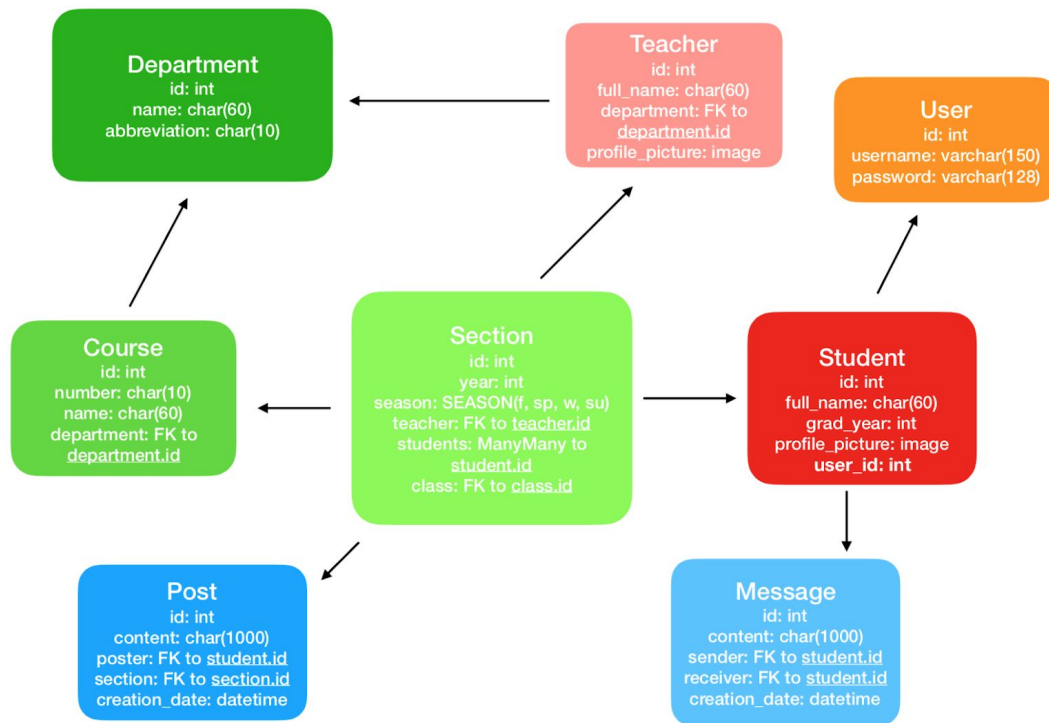 Department
id: int
name: char(60)
abbreviation: char(10)
Teacher
id: int
full_name: char(60)
department: FK to
department.id
profile_picture: image
User
id: int
username: varchar(150)
password: varchar(128)
Course
id: int
number: char(10)
name: char(60)
department: FK to
department.id
Section
id: int
year: int
season: SEASON(f, sp, w, su)
teacher: FK to teacher.id
students: ManyMany to
student.id
class: FK to class.id
Student
id: int
full_name: char(60)
grad_year: int
profile_picture: image
user_id: int
Post
id: int
content: char(1000)
poster: FK to student.id
section: FK to section.id
creation_date: datetime
Message
id: int
content: char(1000)
sender: FK to student.id
receiver: FK to student.id
creation_date: datetime